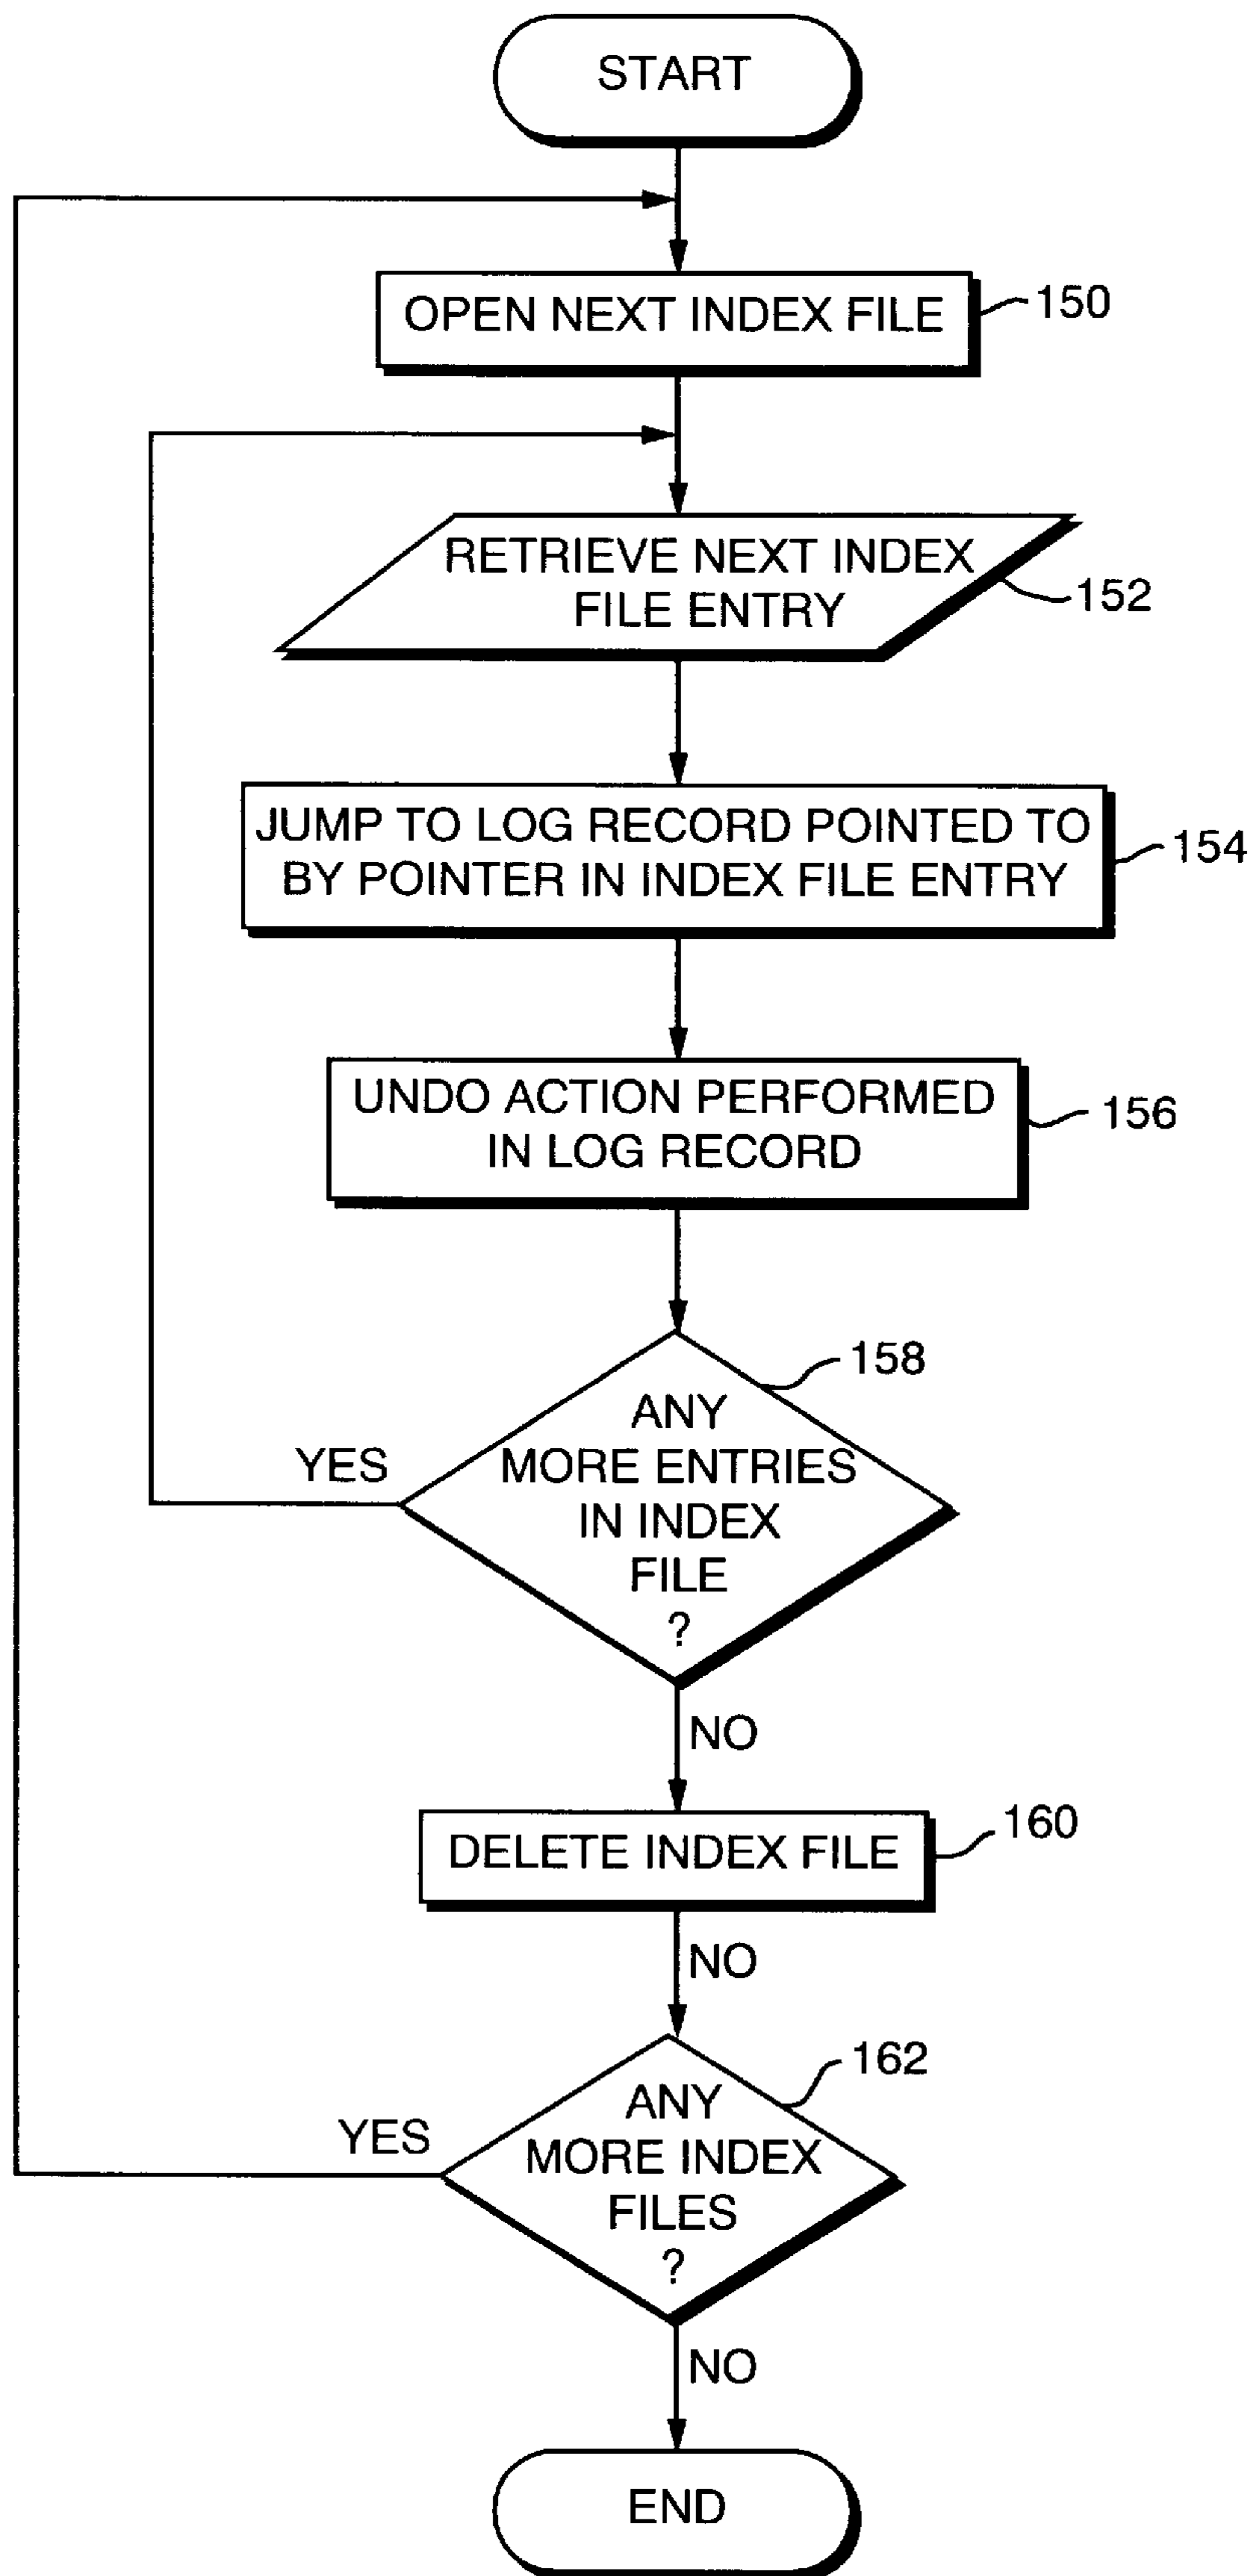 START
OPEN NEXT INDEX FILE
150
RETRIEVE NEXT INDEX
FILE ENTRY
152
JUMP TO LOG RECORD POINTED TO
BY POINTER IN INDEX FILE ENTRY
154
UNDO ACTION PERFORMED
IN LOG RECORD
156
158
ANY
MORE ENTRIES
IN INDEX
FILE
?
YES
NO
DELETE INDEX FILE
160
NO
162
ANY
MORE INDEX
FILES
?
YES
NO
END